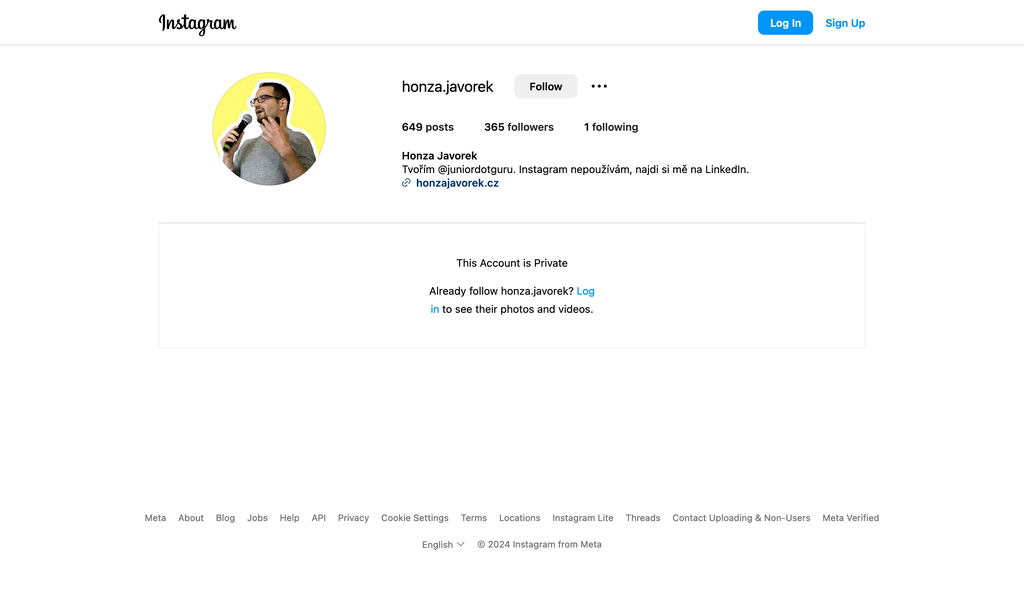 Instagram
Log In
Sign Up
honza.javorek
Follow
649 posts 365 followers 1 following
Honza Javorek
Tvořím @juniordotguru. Instagram nepoužívám, najdi si mě na LinkedIn.
honzajavorek.cz
This Account is Private
Already follow honza.javorek? Log
in to see their photos and videos.
Meta About Blog Jobs Help API Privacy Cookie Settings Terms Locations Instagram Lite Threads Contact Uploading & Non-Users Meta Verified
English © 2024 Instagram from Meta